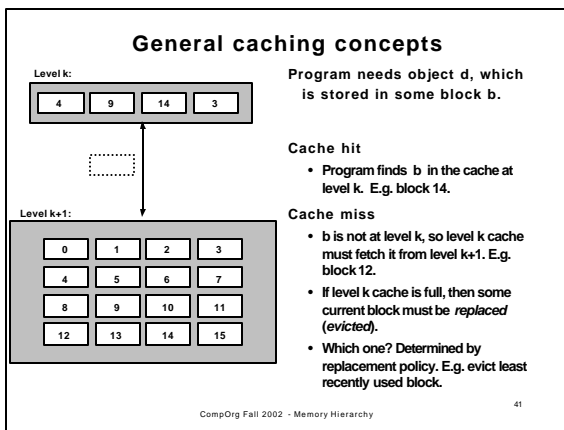 General caching concepts
Level k:
4 9 14 3
Level k+1:
0 1 2 3
4 5 6 7
8 9 10 11
12 13 14 15
Program needs object d, which
is stored in some block b.
Cache hit
• Program finds b in the cache at
level k. E.g. block 14.
Cache miss
• b is not at level k, so level k cache
must fetch it from level k+1. E.g.
block 12.
• If level k cache is full, then some
current block must be replaced
(evicted).
• Which one? Determined by
replacement policy. E.g. evict least
recently used block.
CompOrg Fall 2002 - Memory Hierarchy
41